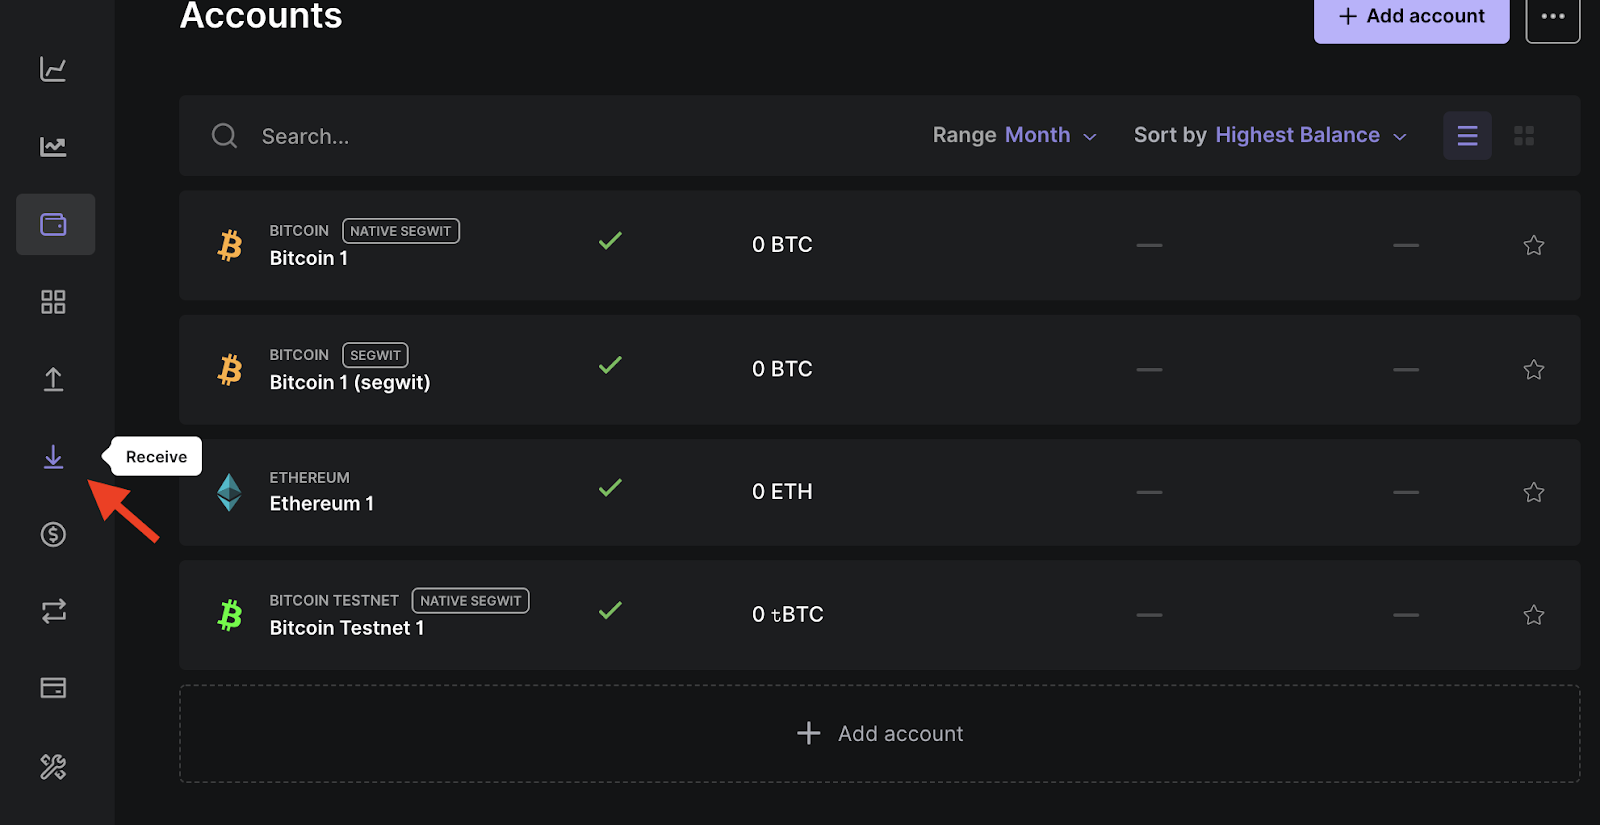 Accounts
+ Add account
Search...
Range Month
Sort by Highest Balance
BITCOIN NATIVE SEGWIT
Bitcoin 1
0 BTC
BITCOIN SEGWIT
Bitcoin 1 (segwit)
0 BTC
Receive
ETHEREUM
Ethereum 1
0 ETH
BITCOIN TESTNET NATIVE SEGWIT
Bitcoin Testnet 1
0 𝚝BTC
+ Add account